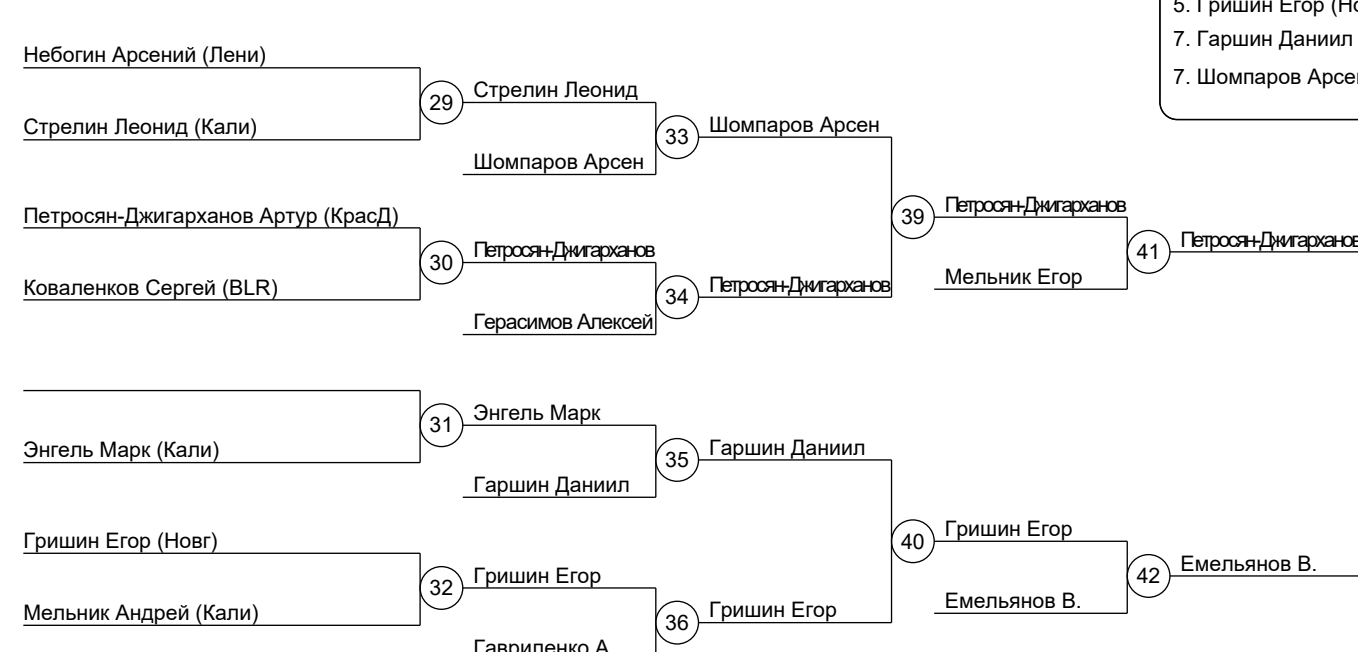 5. Гришин Егор
7. Гаршин Даниил
7. Шомпаров
Небогин Арсений (Лени)
29
Стрелин Леонид
Стрелин Леонид (Кали)
33
Шомпаров Арсен
Шомпаров Арсен
Петросян-Джигарханов Артур (КрасД)
39
Петросян-Джигарханов
30
Петросян-Джигарханов
41
Петросян-Джигарханов
Коваленков Сергей (BLR)
34
Петросян-Джигарханов
Мельник Егор
Герасимов Алексей
31
Энгель Марк
Энгель Марк (Кали)
35
Гаршин Даниил
Гаршин Даниил
Гришин Егор (Новг)
40
Гришин Егор
32
Гришин Егор
42
Емельянов В.
Мельник Андрей (Кали)
36
Гришин Егор
Емельянов В.
Гавриленко А